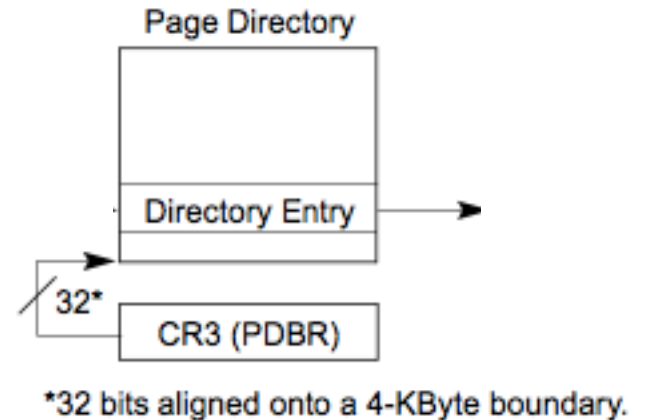 Page Directory
Directory Entry
32*
CR3 (PDBR)
*32 bits aligned onto a 4-KByte boundary.